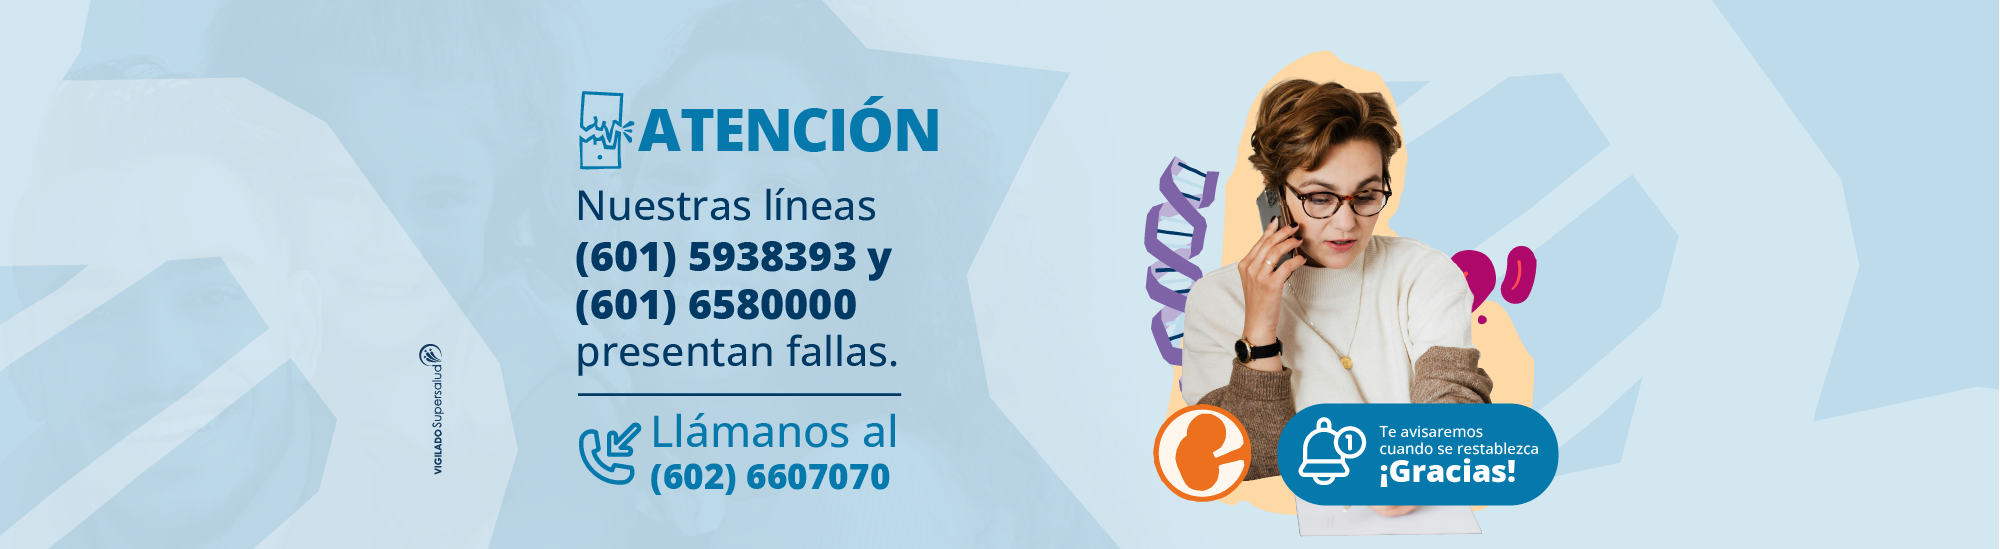 ATENCIÓN
Nuestras líneas
(601) 5938393 y
(601) 6580000
presentan fallas.
Llámanos al
(602) 6607070
VIGILADO Supersalud
1
Te avisaremos
cuando se restablezca
¡Gracias!